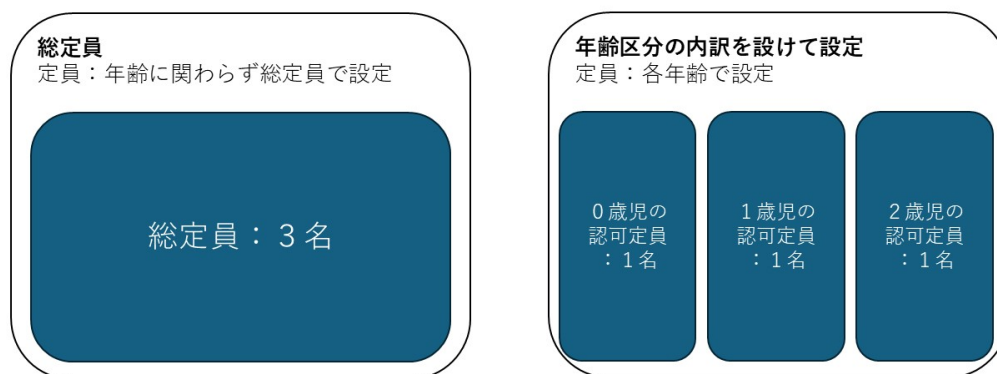 総定員
定員：年齢に関わらず総定員で設定
総定員：３名
年齢区分の内訳を設けて設定
定員：各年齢で設定
０歳児の
認可定員
：１名
１歳児の
認可定員
：１名
２歳児の
認可定員
：１名